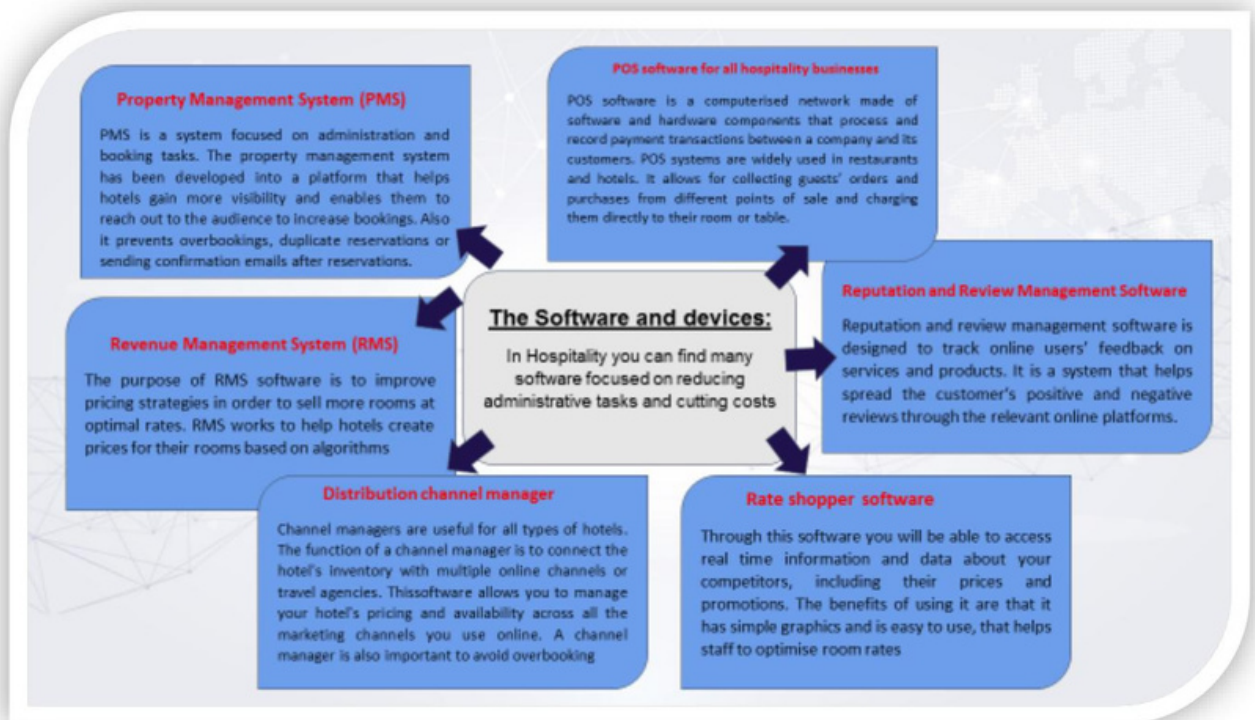 Property Management System (PMS)
PMS is a system focused on administration and
booking tasks. The property management system
has been developed into a platform that helps
hotels gain more visibility and enables them to
reach out to the audience to increase bookings. Also
it prevents overbookings, duplicate reservations or
sending confirmation emails after reservations.
POS software for all hospitality businesses
POS software is a computerised network made of
software and hardware components that process and
record payment transactions between a company and its
customers. POS systems are widely used in restaurants
and hotels. It allows for collecting guests' orders and
purchases from different points of sale and charging
them directly to their room or table.
Revenue Management System (RMS)
The purpose of RMS software is to improve
pricing strategies in order to sell more rooms at
optimal rates. RMS works to help hotels create
prices for their rooms based on algorithms
The Software and devices:
In Hospitality you can find many
software focused on reducing
administrative tasks and cutting costs
Reputation and Review Management Software
Reputation and review management software is
designed to track online users' feedback on
services and products. It is a system that helps
spread the customer's positive and negative
reviews through the relevant online platforms.
Distribution channel manager
Channel managers are useful for all types of hotels.
The function of a channel manager is to connect the
hotel's inventory with multiple online channels or
travel agencies. Thissoftware allows you to manage
your hotel's pricing and availability across all the
marketing channels you use online. A channel
manager is also important to avoid overbooking
Rate shopper software
Through this software you will be able to access
real time information and data about your
competitors, including their prices and
promotions. The benefits of using it are that it
has simple graphics and is easy to use, that helps
staff to optimise room rates